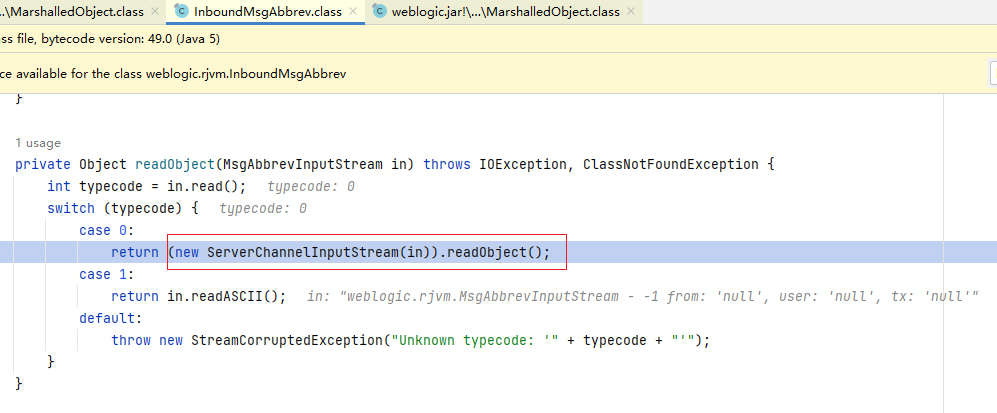 ..\MarshalledObject.class × InboundMsgAbbrev.class × weblogic.jar!\...\MarshalledObject.class ×
ss file, bytecode version: 49.0 (Java 5)
ce available for the class weblogic.rjvm.InboundMsgAbbrev
}
1 usage
private Object readObject(MsgAbbrevInputStream in) throws IOException, ClassNotFoundException {
int typecode = in.read(); typecode: 0
switch (typecode) { typecode: 0
case 0:
return (new ServerChannelInputStream(in)).readObject();
case 1:
return in.readASCII(); in: "weblogic.rjvm.MsgAbbrevInputStream - -1 from: 'null', user: 'null', tx: 'null'"
default:
throw new StreamCorruptedException("Unknown typecode: '" + typecode + "'");
}
}